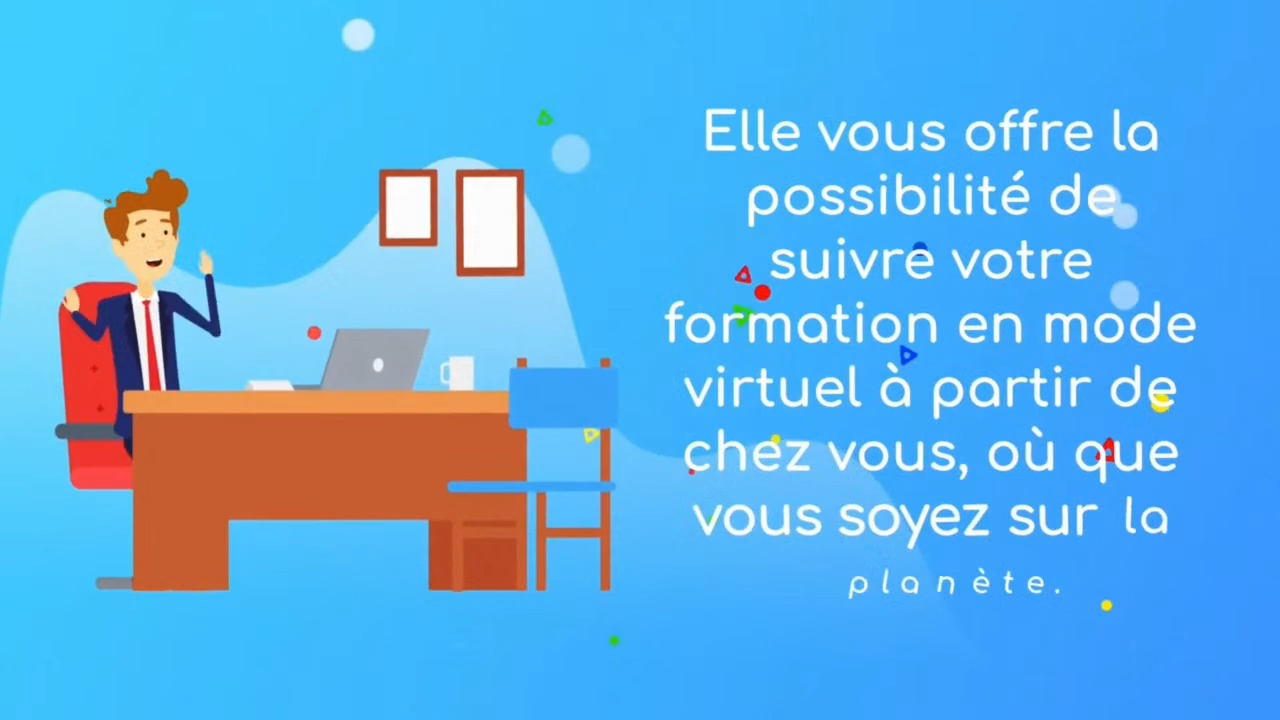 Elle vous offre la
possibilité de
suivre votre
formation en mode
virtuel à partir de
chez vous, où que
vous soyez sur la
planète.